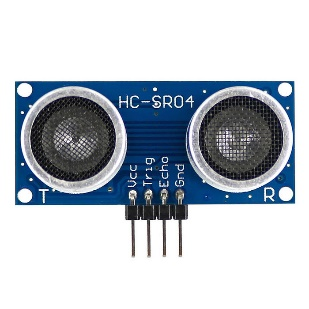 HC-SR04
Vcc
Trig
Echo
Gnd
T
R